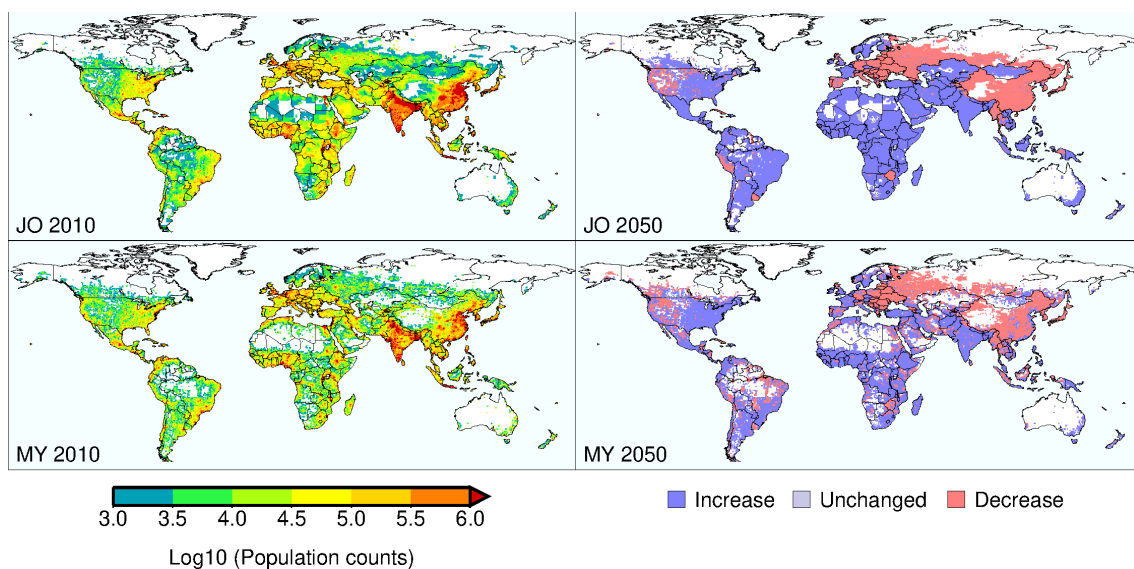 JO 2010
JO 2050
MY 2010
MY 2050
3.0 3.5 4.0 4.5 5.0 5.5 6.0
Log10 (Population counts)
Increase Unchanged Decrease